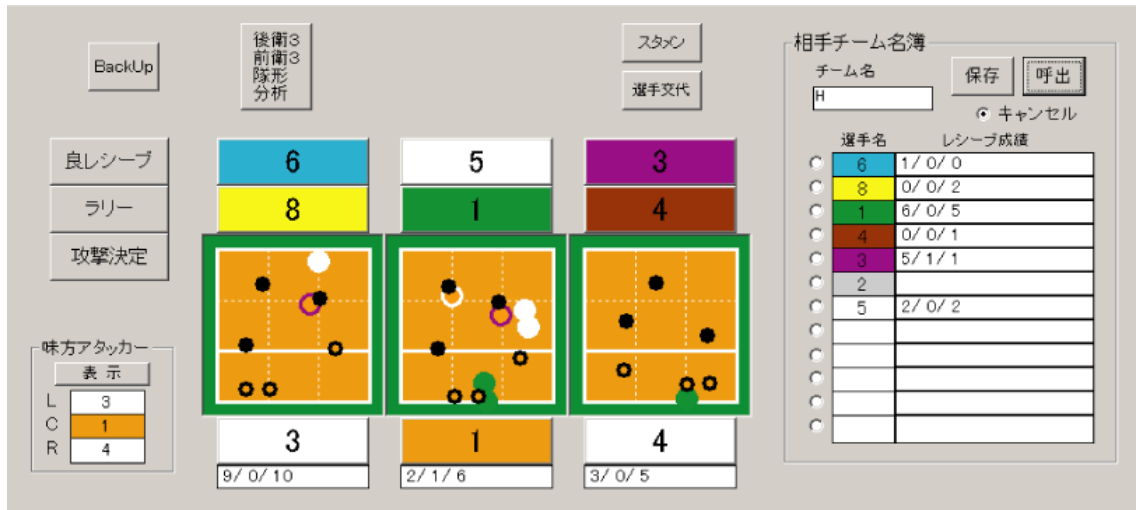 BackUp
後衛3
前衛3
隊形
分析
スタメン
選手交代
相手チーム名簿
チーム名
H
保存
呼出
キャンセル
選手名 レシーブ成績
6 1/ 0/ 0
8 0/ 0/ 2
1 6/ 0/ 5
4 0/ 0/ 1
3 5/ 1/ 1
2
5 2/ 0/ 2
良レシーブ
ラリー
攻撃決定
6 5 3
8 1 4
味方アタッカー
表示
L 3
C 1
R 4
3 1 4
9/ 0/ 10 2/ 1/ 6 3/ 0/ 5